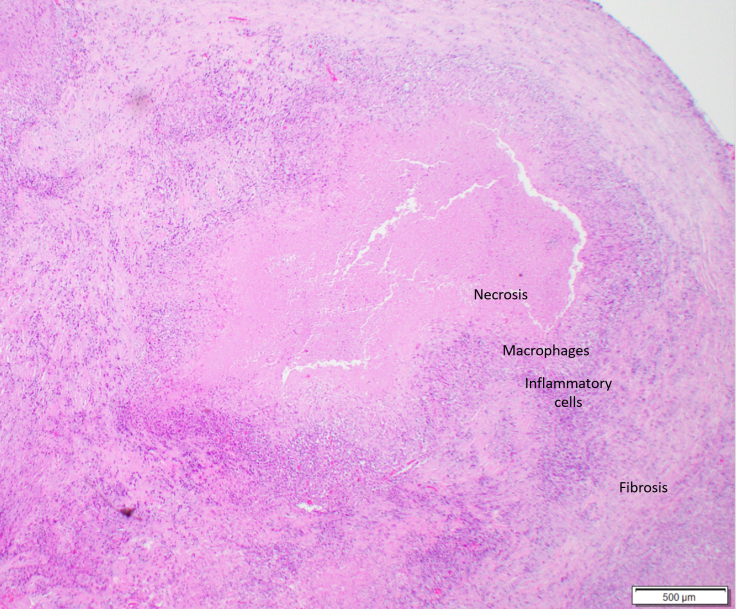 Necrosis
Macrophages
Inflammatory
cells
Fibrosis
500 µm